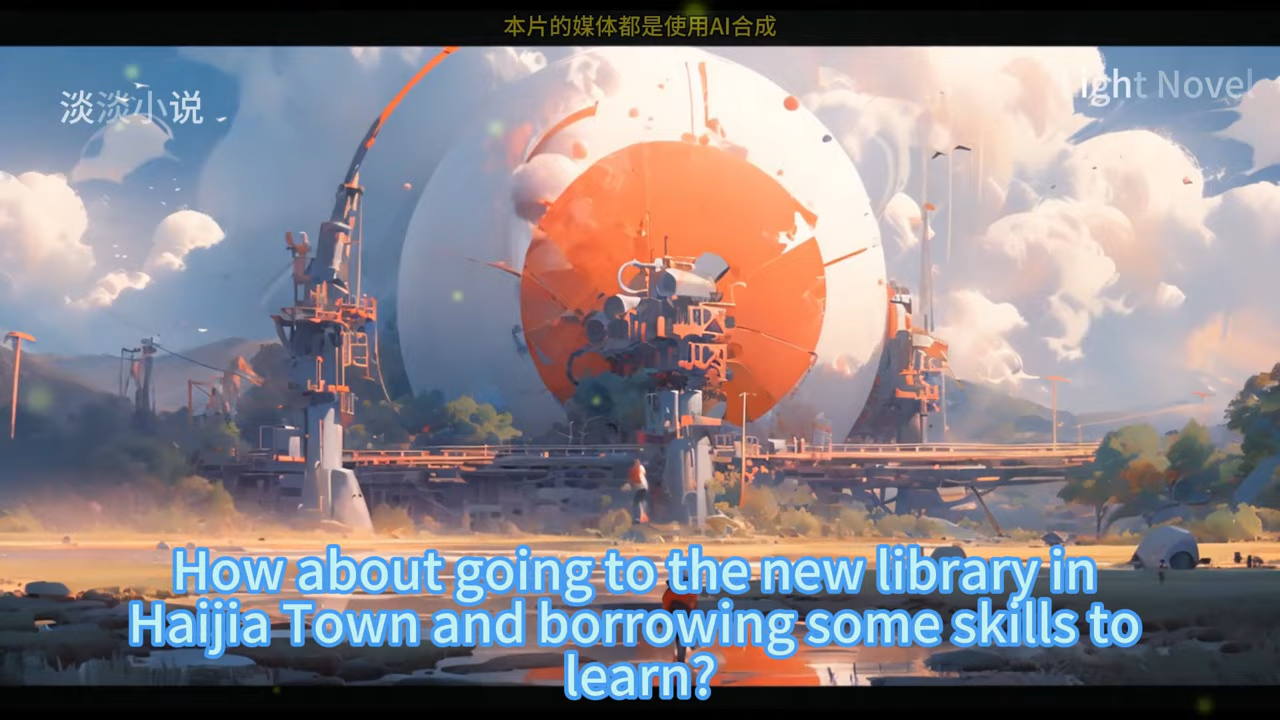 本片的媒体都是使用AI合成
淡淡小说
ight Novel
How about going to the new library in
Haijia Town and borrowing some skills to
learn?